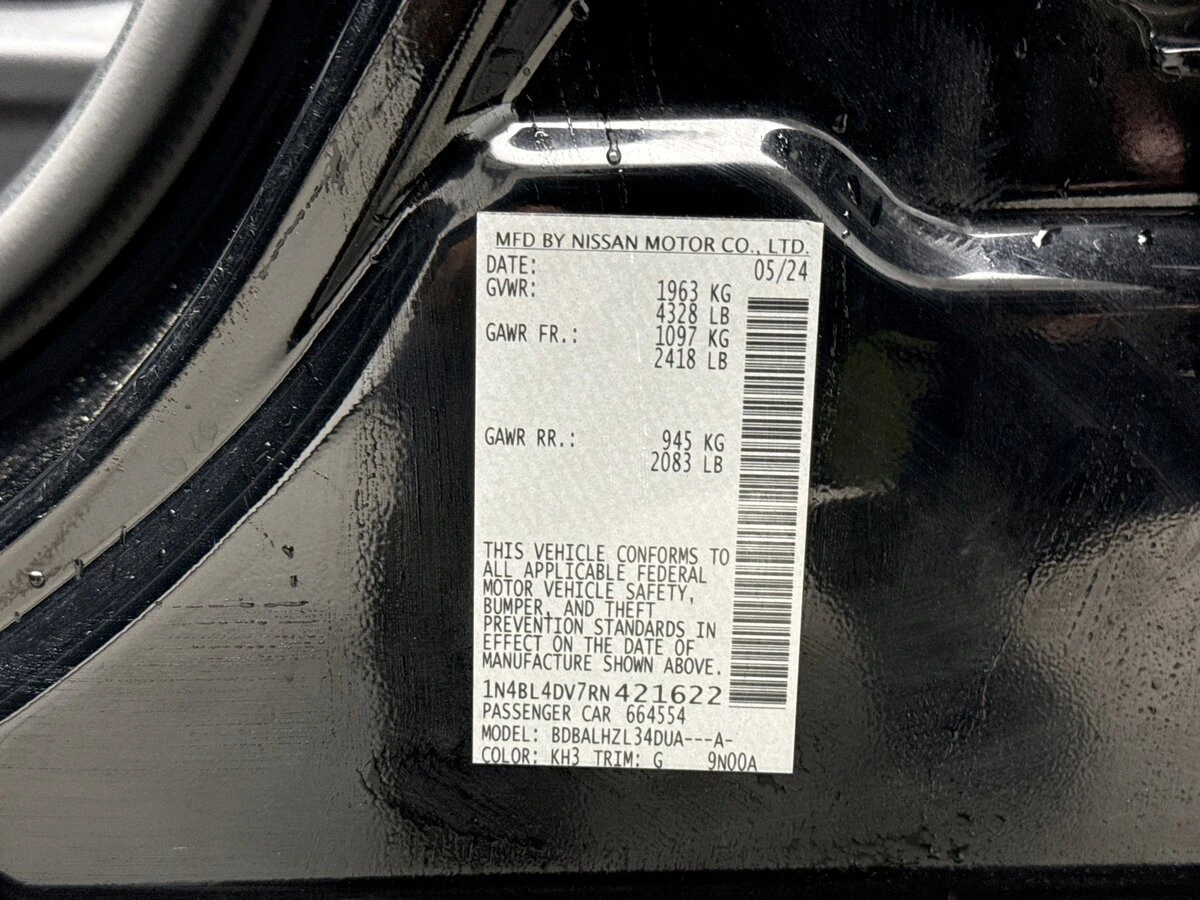 MFD BY NISSAN MOTOR CO., LTD.
DATE: 05/24
GVWR: 1963 KG
4328 LB
GAWR FR.: 1097 KG
2418 LB
GAWR RR.: 945 KG
2083 LB
THIS VEHICLE CONFORMS TO
ALL APPLICABLE FEDERAL
MOTOR VEHICLE SAFETY,
BUMPER, AND THEFT
PREVENTION STANDARDS IN
EFFECT ON THE DATE OF
MANUFACTURE SHOWN ABOVE.
1N4BL4DV7RN421622
PASSENGER CAR 664554
MODEL: BDBALHZL34DUA---A-
COLOR: KH3 TRIM: G 9N00A